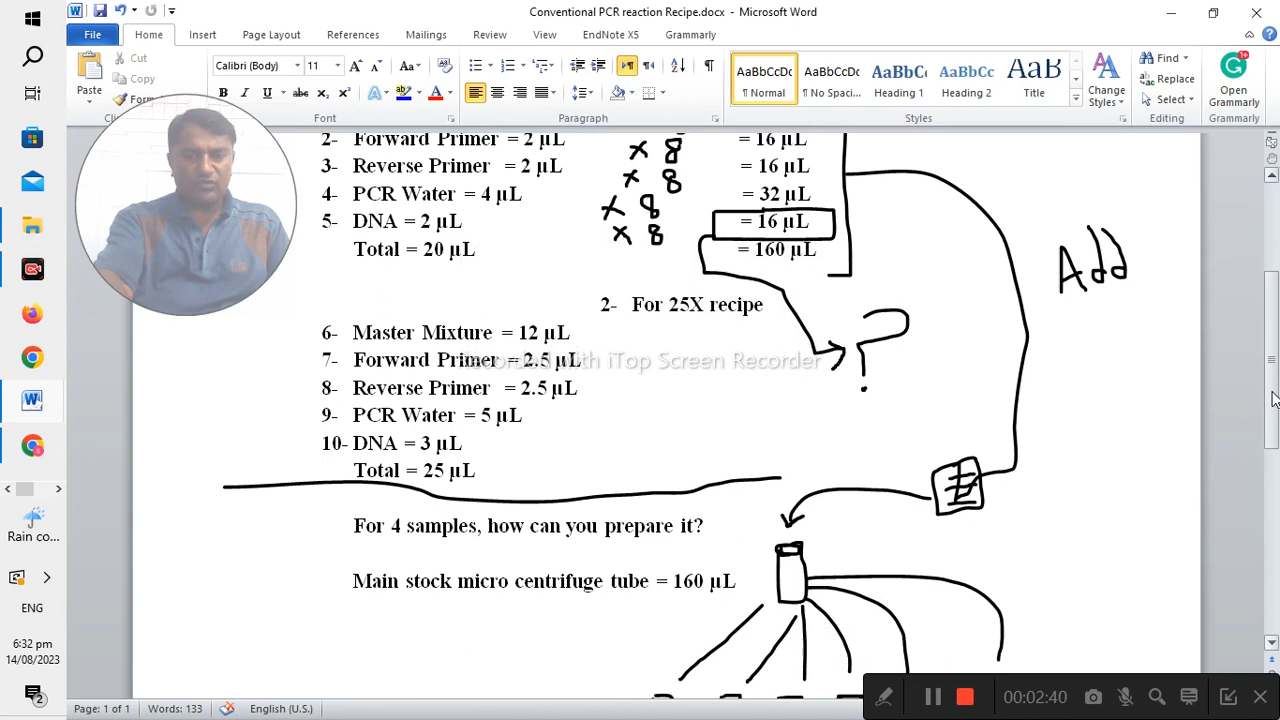 Conventional PCR reaction Recipe.docx - Microsoft Word
File Home Insert Page Layout References Mailings Review View EndNote X5 Grammarly
Cut
Copy
Paste
Calibri (Body) 11
Clipboard
Font
Paragraph
AaBbCcDc AaBbCcDc AaBbC AaBbCc AaB
¶ Normal ¶ No Spaci... Heading 1 Heading 2 Title
Change Styles
Styles
Find
Replace
Select
Editing
Open Grammarly
Grammarly
2- Forward Primer = 2 µL × 8 = 16 µL
3- Reverse Primer = 2 µL × 8 = 16 µL
4- PCR Water = 4 µL × 8 = 32 µL
5- DNA = 2 µL × 8 = 16 µL
Total = 20 µL = 160 µL
Add
2- For 25X recipe
?
6- Master Mixture = 12 µL
7- Forward Primer = 2.5 µL
Recorded with iTop Screen Recorder
8- Reverse Primer = 2.5 µL
9- PCR Water = 5 µL
10- DNA = 3 µL
Total = 25 µL
For 4 samples, how can you prepare it?
Main stock micro centrifuge tube = 160 µL
Rain co...
ENG
6:32 pm
14/08/2023
2
00:02:40
Page: 1 of 1 Words: 133 English (U.S.)